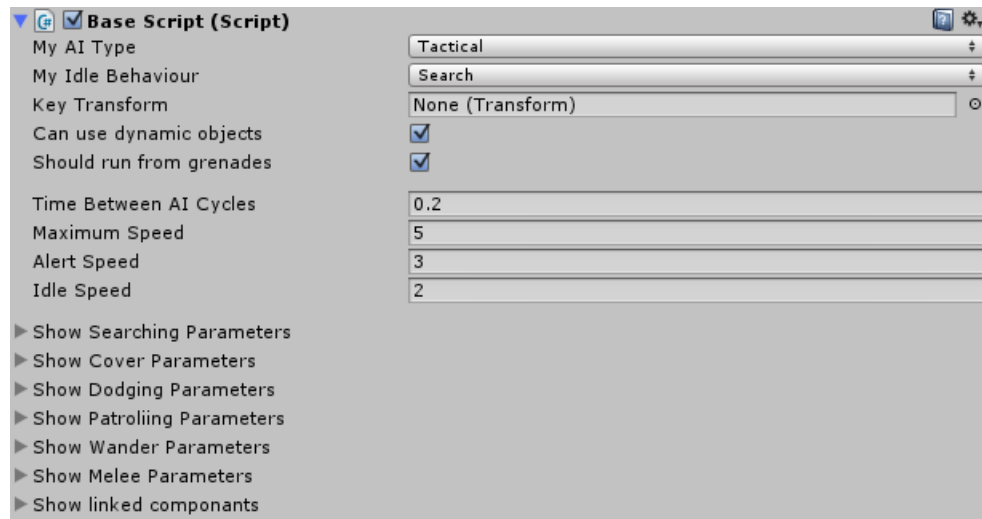 Base Script (Script)
My AI Type Tactical
My Idle Behaviour Search
Key Transform None (Transform)
Can use dynamic objects
Should run from grenades
Time Between AI Cycles 0.2
Maximum Speed 5
Alert Speed 3
Idle Speed 2
Show Searching Parameters
Show Cover Parameters
Show Dodging Parameters
Show Patroliing Parameters
Show Wander Parameters
Show Melee Parameters
Show linked componants